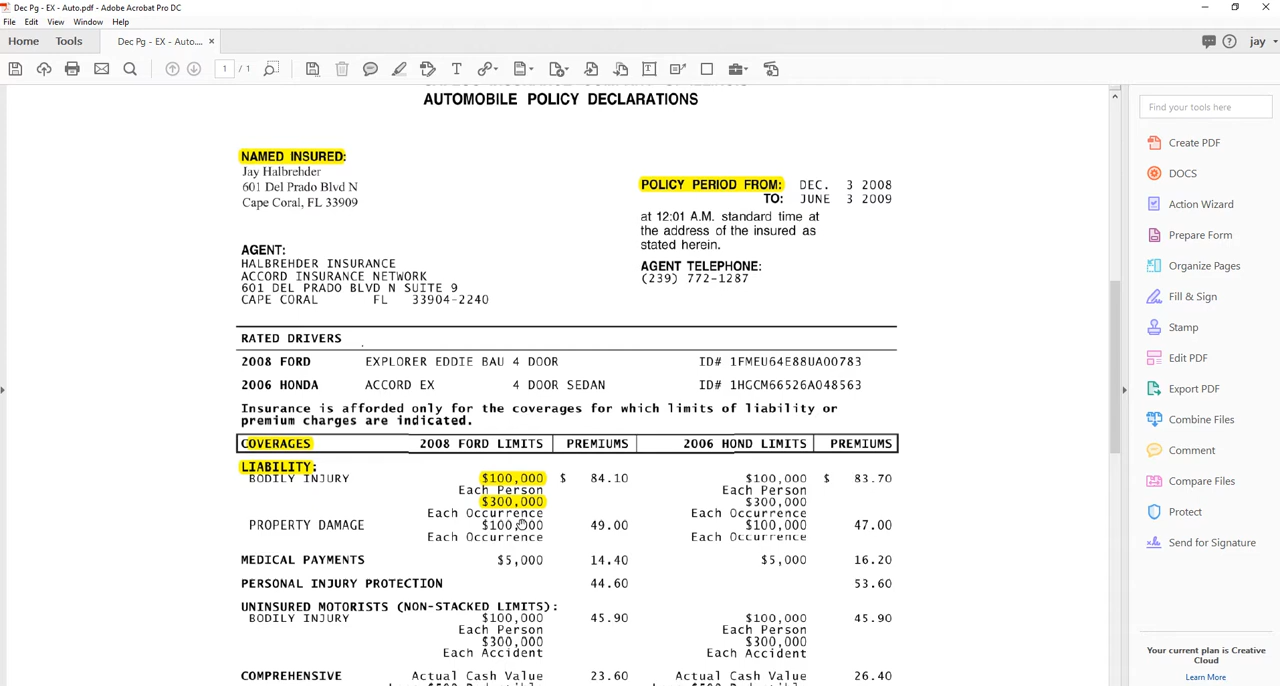 Dec Pg - EX - Auto.pdf - Adobe Acrobat Pro DC
File Edit View Window Help
Home Tools Dec Pg - EX - Auto.... × jay
1 / 1
AUTOMOBILE POLICY DECLARATIONS
Find your tools here
NAMED INSURED:
Jay Halbrehder
601 Del Prado Blvd N
Cape Coral, FL 33909
POLICY PERIOD FROM: DEC. 3 2008
TO: JUNE 3 2009
at 12:01 A.M. standard time at
the address of the insured as
stated herein.
AGENT:
HALBREHDER INSURANCE
ACCORD INSURANCE NETWORK
601 DEL PRADO BLVD N SUITE 9
CAPE CORAL FL 33904-2240
AGENT TELEPHONE:
(239) 772-1287
RATED DRIVERS .
2008 FORD EXPLORER EDDIE BAU 4 DOOR ID# 1FMEU64E88UA00783
2006 HONDA ACCORD EX 4 DOOR SEDAN ID# 1HGCM66526A048563
Insurance is afforded only for the coverages for which limits of liability or
premium charges are indicated.
COVERAGES 2008 FORD LIMITS PREMIUMS 2006 HOND LIMITS PREMIUMS
LIABILITY:
BODILY INJURY $100,000 $ 84.10 $100,000 $ 83.70
Each Person Each Person
$300,000 $300,000
Each Occurrence Each Occurrence
PROPERTY DAMAGE $100,000 49.00 $100,000 47.00
Each Occurrence Each Occurrence
MEDICAL PAYMENTS $5,000 14.40 $5,000 16.20
PERSONAL INJURY PROTECTION 44.60 53.60
UNINSURED MOTORISTS (NON-STACKED LIMITS):
BODILY INJURY $100,000 45.90 $100,000 45.90
Each Person Each Person
$300,000 $300,000
Each Accident Each Accident
COMPREHENSIVE Actual Cash Value 23.60 Actual Cash Value 26.40
Create PDF
DOCS
Action Wizard
Prepare Form
Organize Pages
Fill & Sign
Stamp
Edit PDF
Export PDF
Combine Files
Comment
Compare Files
Protect
Send for Signature
Your current plan is Creative
Cloud
Learn More